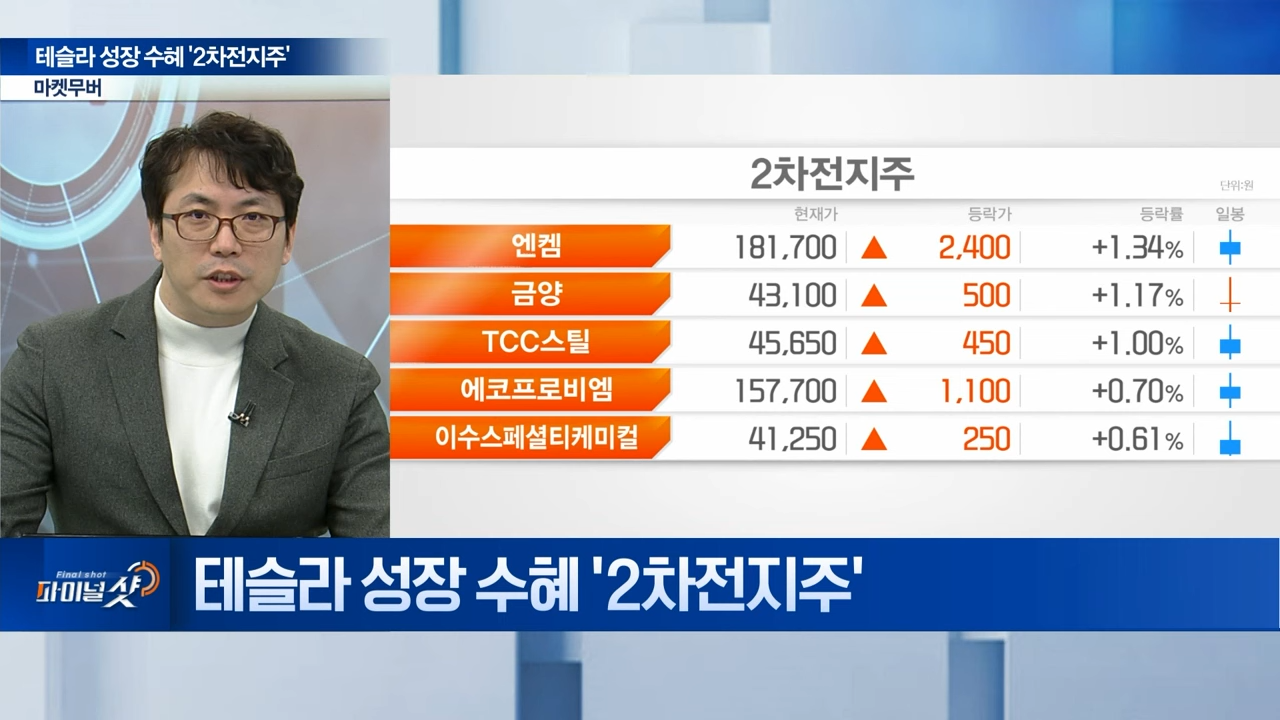 테슬라 성장 수혜 '2차전지주'
마켓무버
2차전지주
단위:원
현재가 등락가 등락률 일봉
엔켐 181,700 ▲ 2,400 +1.34%
금양 43,100 ▲ 500 +1.17%
TCC스틸 45,650 ▲ 450 +1.00%
에코프로비엠 157,700 ▲ 1,100 +0.70%
이수스페셜티케미컬 41,250 ▲ 250 +0.61%
Final shot
파이널샷
테슬라 성장 수혜 '2차전지주'